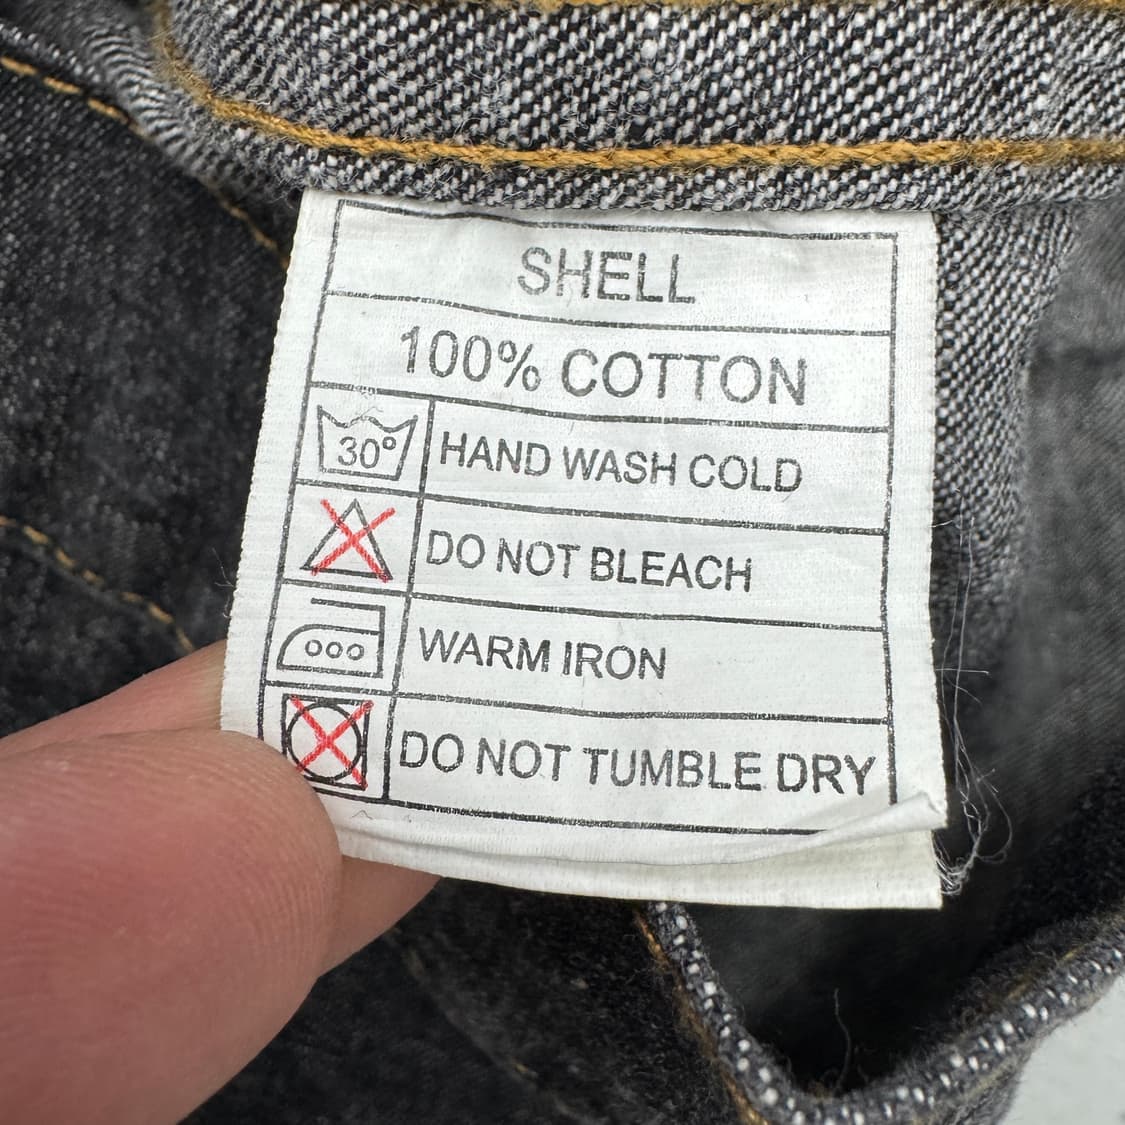 SHELL
100% COTTON
30° HAND WASH COLD
DO NOT BLEACH
WARM IRON
DO NOT TUMBLE DRY